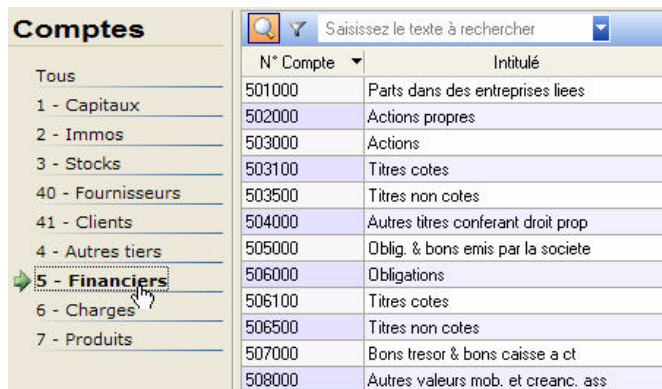 Comptes
Tous
1 - Capitaux
2 - Immos
3 - Stocks
40 - Fournisseurs
41 - Clients
4 - Autres tiers
5 - Financiers
6 - Charges
7 - Produits
Saisissez le texte à rechercher
N° Compte Intitulé
501000 Parts dans des entreprises liees
502000 Actions propres
503000 Actions
503100 Titres cotes
503500 Titres non cotes
504000 Autres titres conferant droit prop
505000 Oblig. & bons emis par la societe
506000 Obligations
506100 Titres cotes
506500 Titres non cotes
507000 Bons tresor & bons caisse a ct
508000 Autres valeurs mob. et creanc. ass